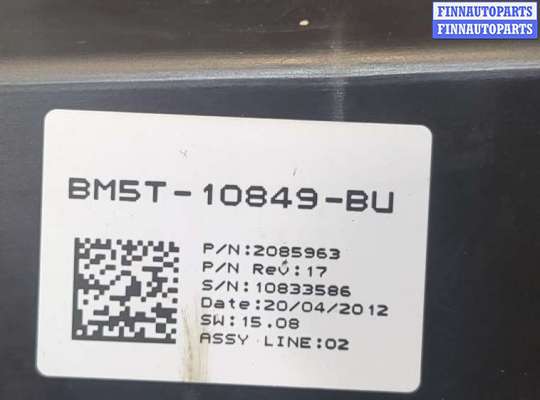 FINNAUTOPARTS
FINNAUTOPARTS
BM5T-10849-BU
P/N:2085963
P/N Rev:17
S/N:10833586
Date:20/04/2012
SW:15.08
ASSY LINE:02